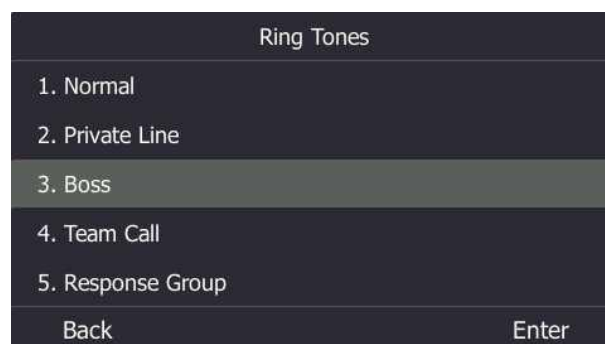 Ring Tones
1. Normal
2. Private Line
3. Boss
4. Team Call
5. Response Group
Back Enter